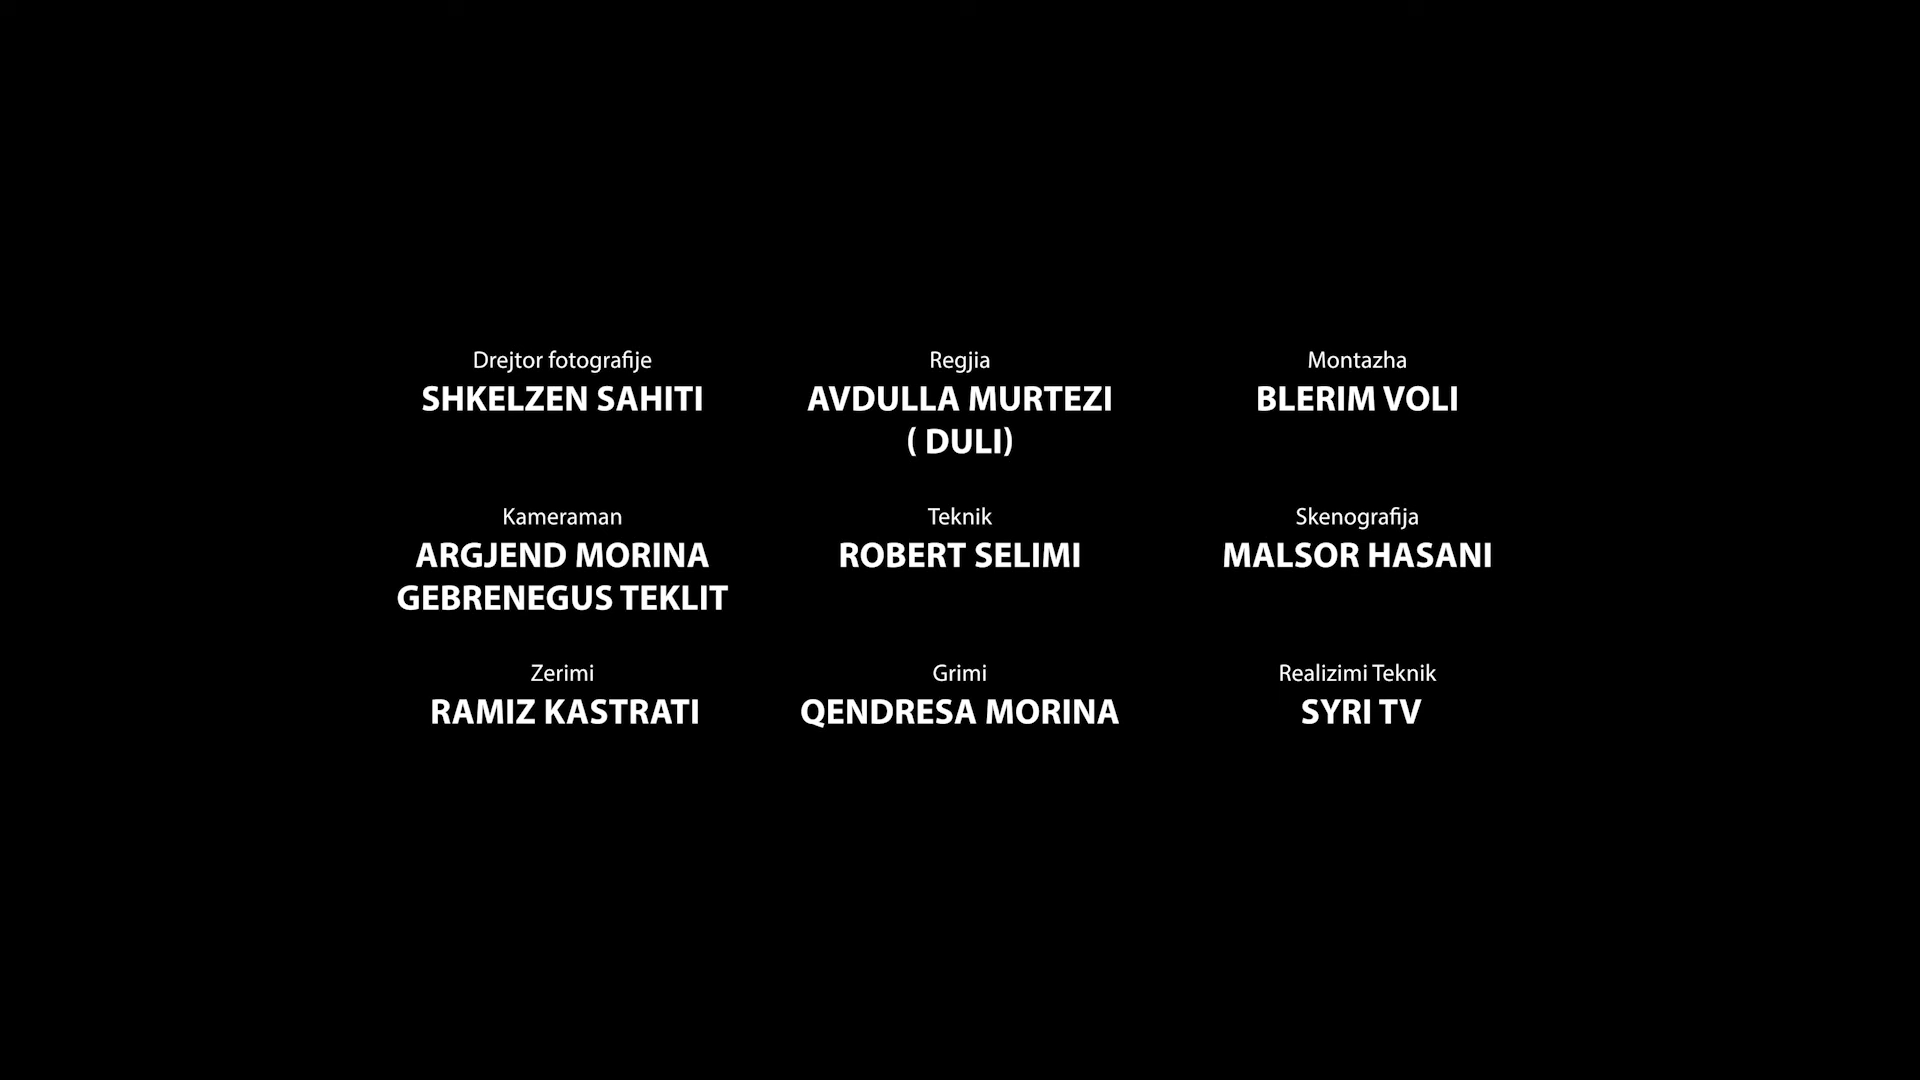 Drejtor fotografije
SHKELZEN SAHITI
Regjia
AVDULLA MURTEZI
( DULI)
Montazha
BLERIM VOLI
Kameraman
ARGJEND MORINA
GEBRENEGUS TEKLIT
Teknik
ROBERT SELIMI
Skenografija
MALSOR HASANI
Zerimi
RAMIZ KASTRATI
Grimi
QENDRESA MORINA
Realizimi Teknik
SYRI TV